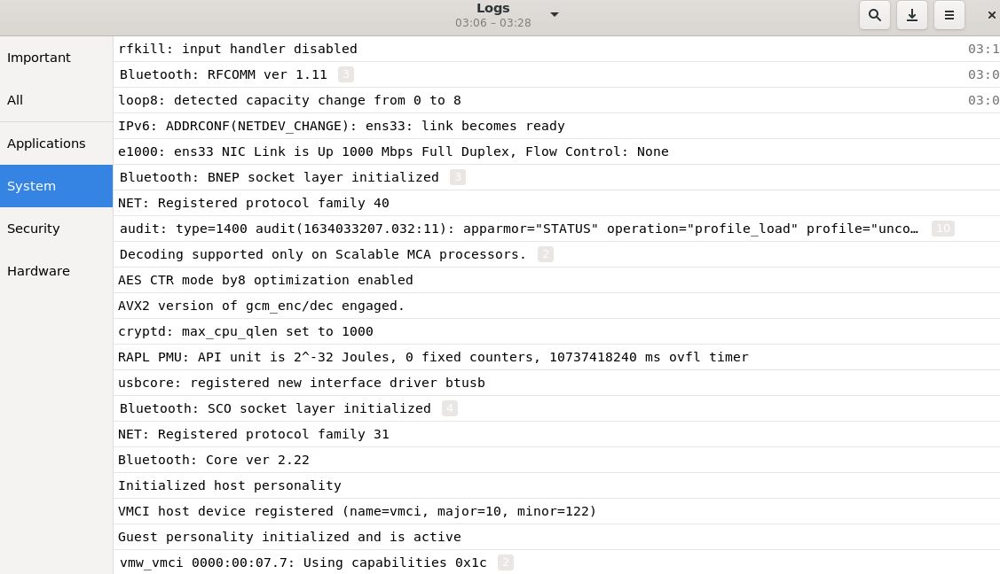 Logs
03:06 – 03:28
Important
All
Applications
System
Security
Hardware
rfkill: input handler disabled 03:1
Bluetooth: RFCOMM ver 1.11 3 03:0
loop8: detected capacity change from 0 to 8 03:0
IPv6: ADDRCONF(NETDEV_CHANGE): ens33: link becomes ready
e1000: ens33 NIC Link is Up 1000 Mbps Full Duplex, Flow Control: None
Bluetooth: BNEP socket layer initialized 3
NET: Registered protocol family 40
audit: type=1400 audit(1634033207.032:11): apparmor="STATUS" operation="profile_load" profile="unco… 10
Decoding supported only on Scalable MCA processors. 2
AES CTR mode by8 optimization enabled
AVX2 version of gcm_enc/dec engaged.
cryptd: max_cpu_qlen set to 1000
RAPL PMU: API unit is 2^-32 Joules, 0 fixed counters, 10737418240 ms ovfl timer
usbcore: registered new interface driver btusb
Bluetooth: SCO socket layer initialized 4
NET: Registered protocol family 31
Bluetooth: Core ver 2.22
Initialized host personality
VMCI host device registered (name=vmci, major=10, minor=122)
Guest personality initialized and is active
vmw_vmci 0000:00:07.7: Using capabilities 0x1c 2